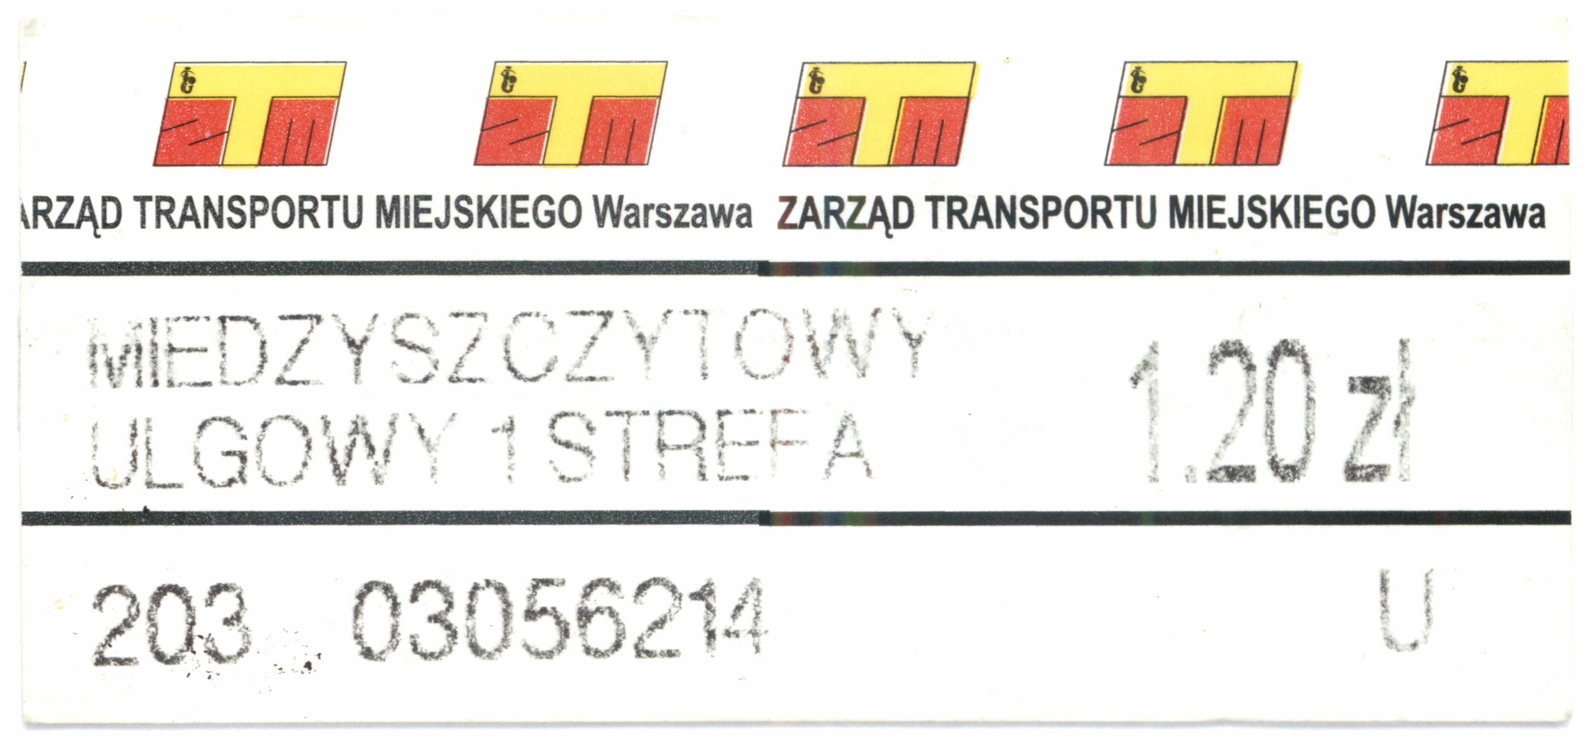 ZTM ZTM ZTM ZTM ZTM
ARZĄD TRANSPORTU MIEJSKIEGO Warszawa ZARZĄD TRANSPORTU MIEJSKIEGO Warszawa
MIEDZYSZCZYTOWY 1.20 zł
ULGOWY 1 STREFA
203 03056214 U